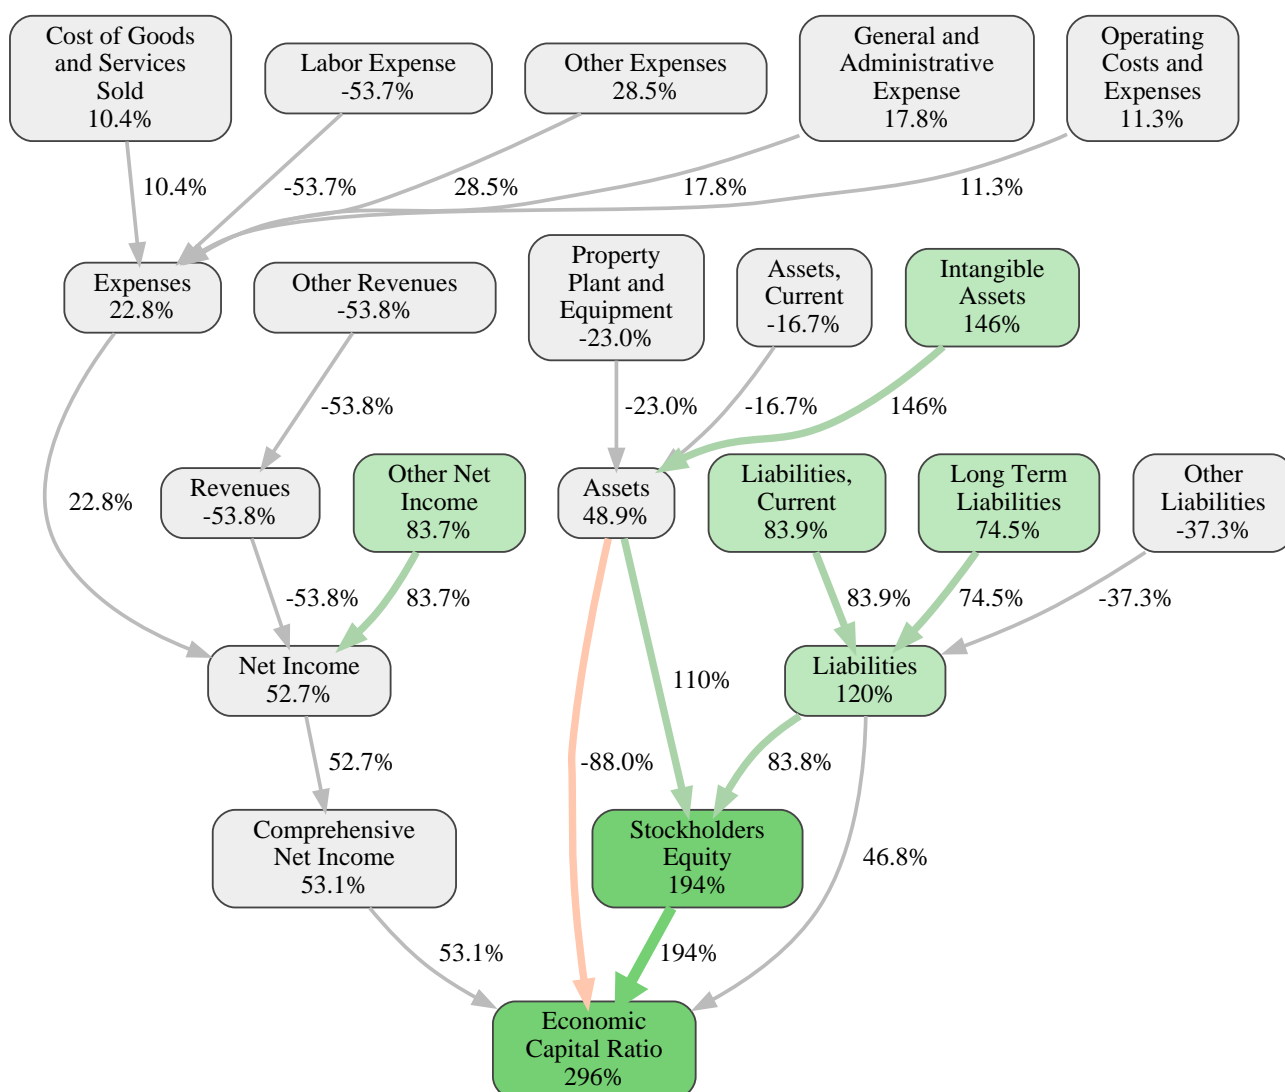 Cost of Goods
and Services
Sold
10.4%
Labor Expense
-53.7%
Other Expenses
28.5%
General and
Administrative
Expense
17.8%
Operating
Costs and
Expenses
11.3%
10.4%
-53.7%
28.5%
17.8%
11.3%
Expenses
22.8%
Other Revenues
-53.8%
Property
Plant and
Equipment
-23.0%
Assets,
Current
-16.7%
Intangible
Assets
146%
-53.8%
-23.0%
-16.7%
146%
22.8%
Revenues
-53.8%
Other Net
Income
83.7%
Assets
48.9%
Liabilities,
Current
83.9%
Long Term
Liabilities
74.5%
Other
Liabilities
-37.3%
-53.8%
83.7%
83.9%
74.5%
-37.3%
Net Income
52.7%
110%
Liabilities
120%
52.7%
-88.0%
83.8%
Comprehensive
Net Income
53.1%
Stockholders
Equity
194%
46.8%
53.1%
194%
Economic
Capital Ratio
296%